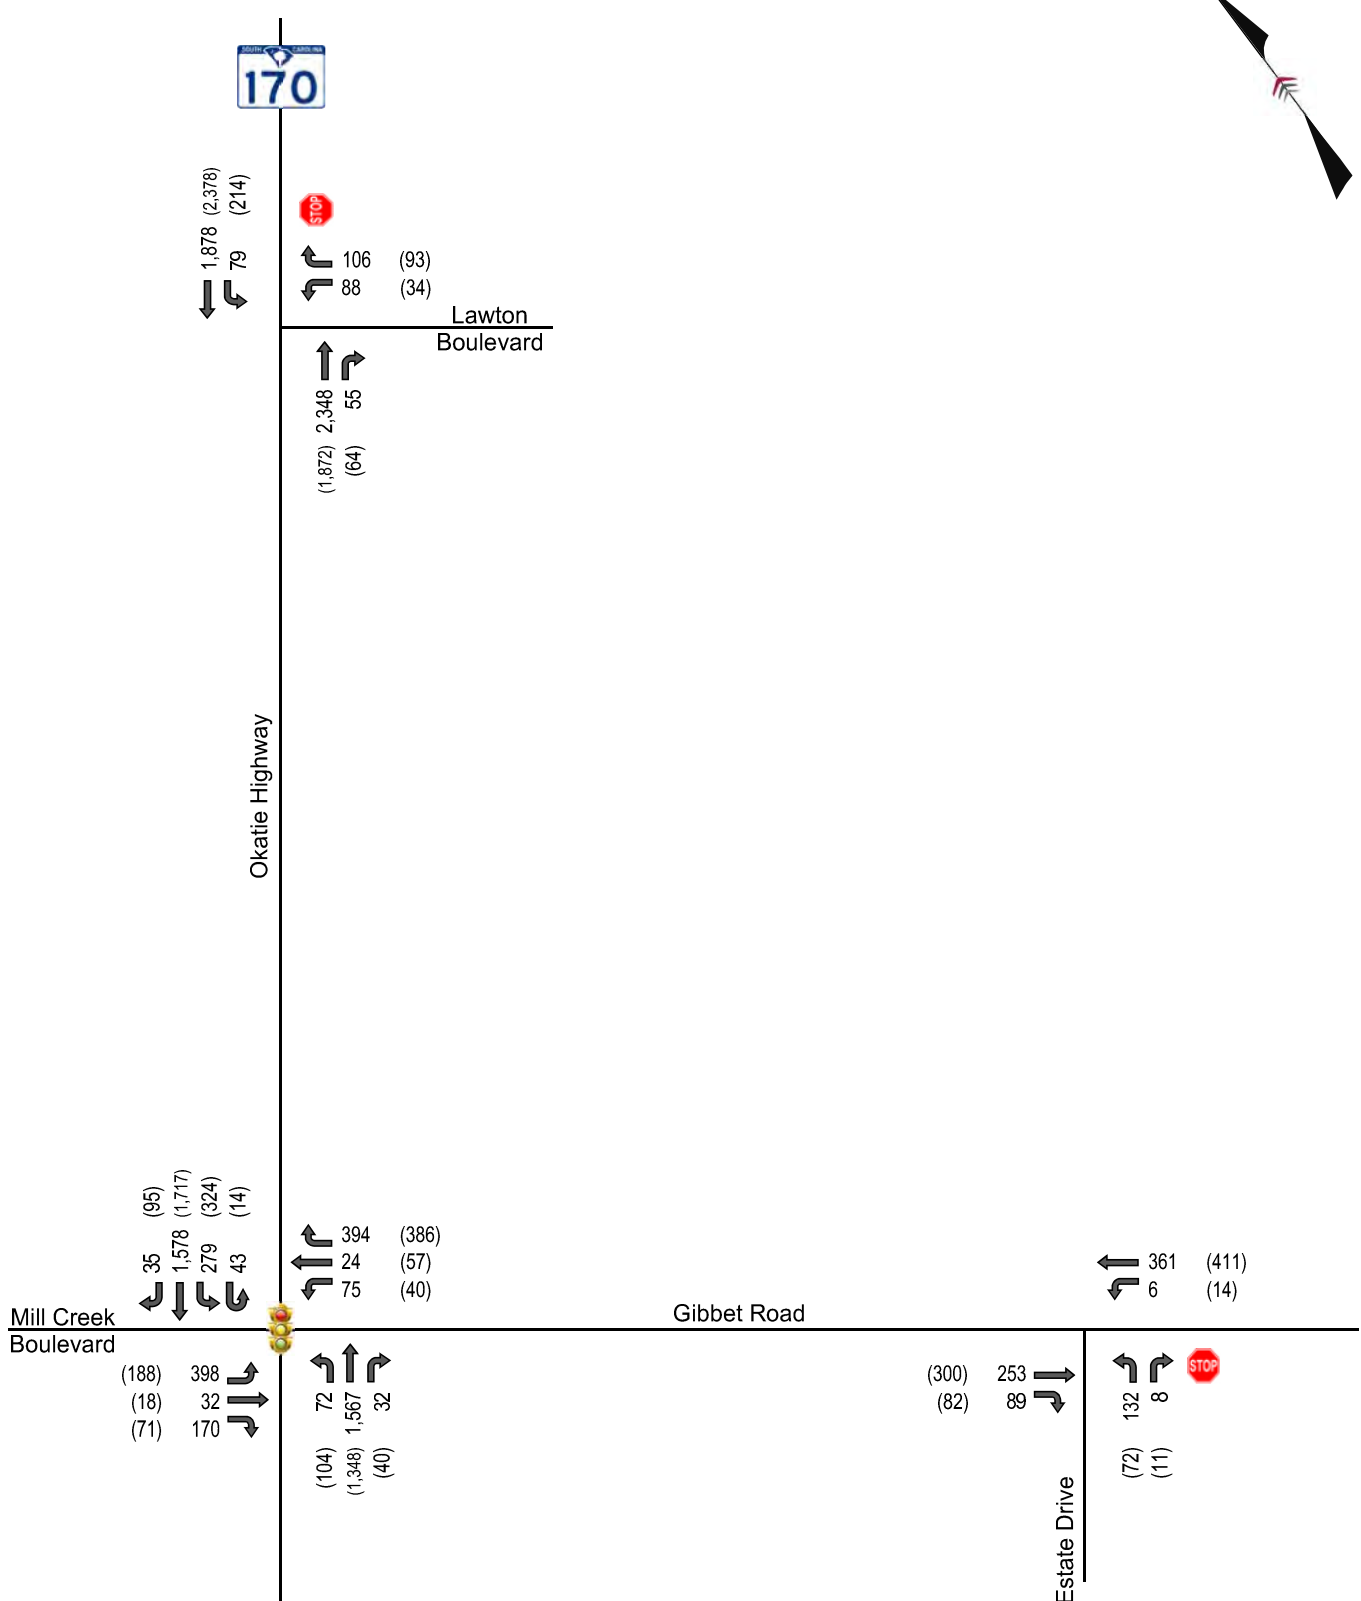 SOUTH CAROLINA
170
1,878 (2,378)
79 (214)
STOP
106 (93)
88 (34)
Lawton
Boulevard
(1,872) 2,348
(64) 55
Okatie Highway
35 (95)
1,578 (1,717)
279 (324)
43 (14)
394 (386)
24 (57)
75 (40)
361 (411)
6 (14)
Mill Creek
Boulevard
Gibbet Road
(188) 398
(18) 32
(71) 170
(104) 72
(1,348) 1,567
(40) 32
(300) 253
(82) 89
(72) 132
(11) 8
STOP
Estate Drive